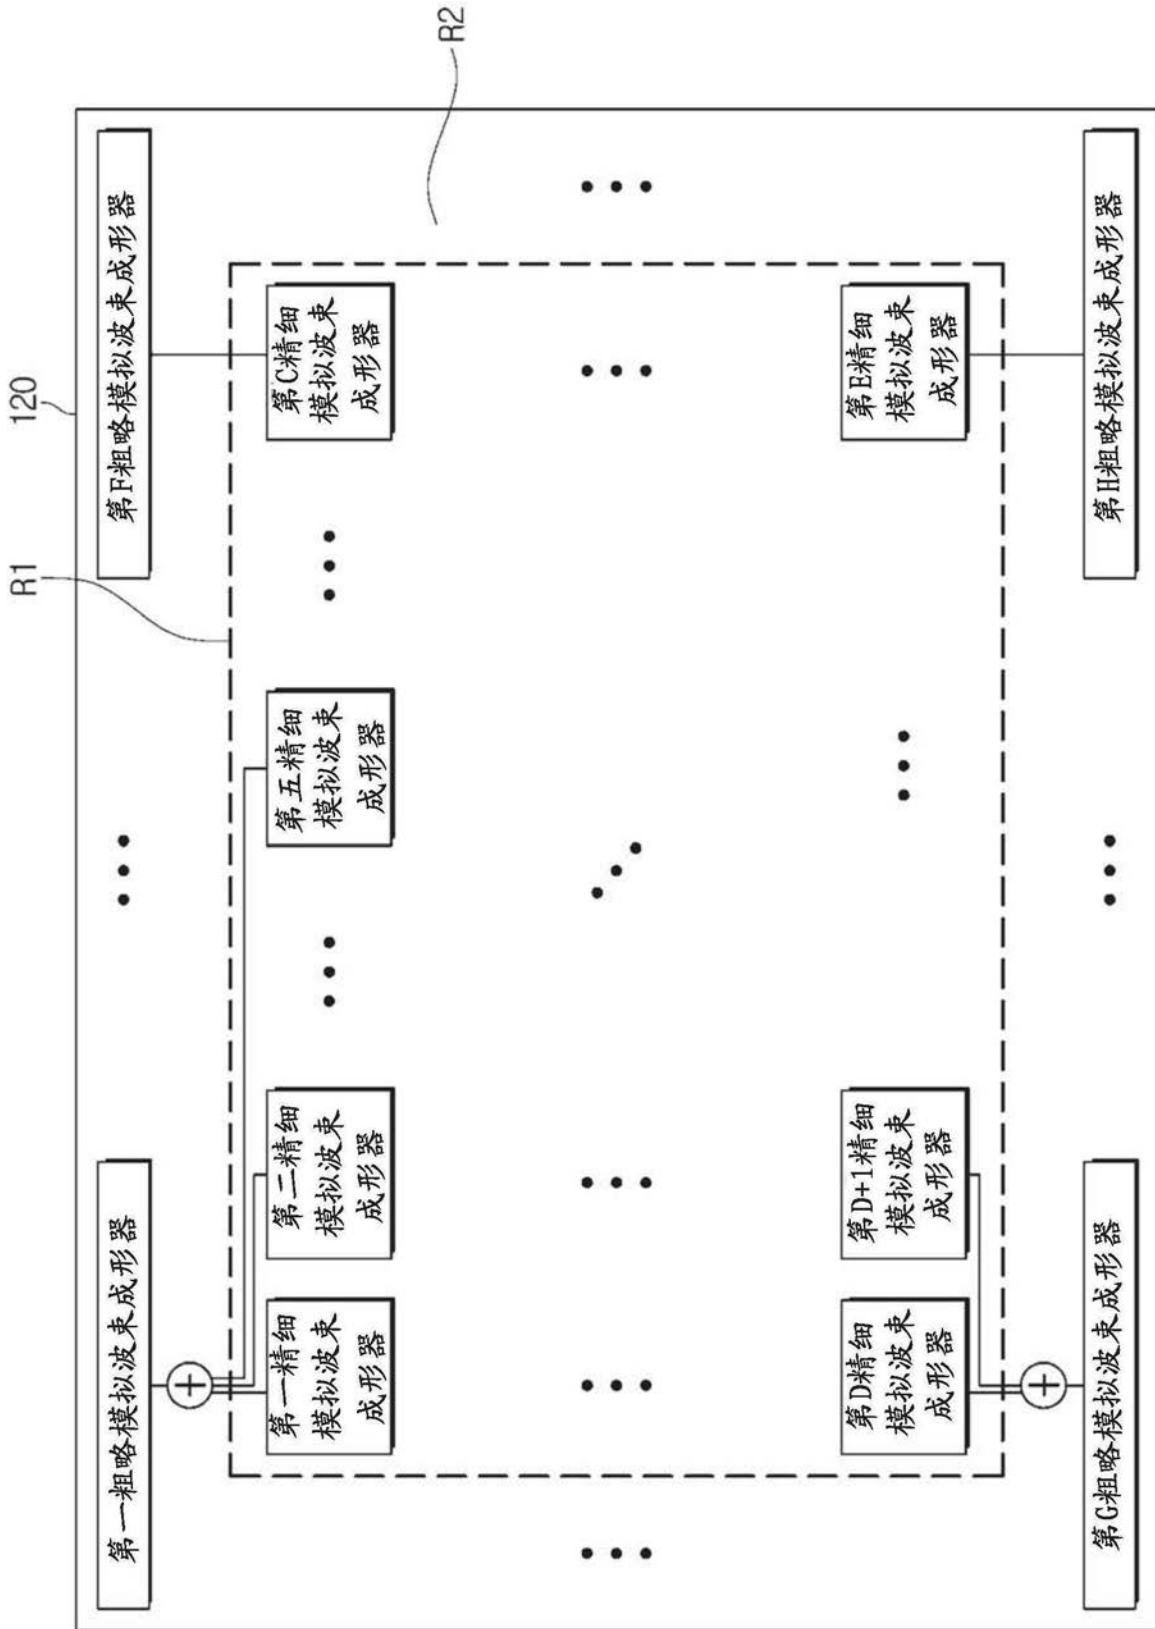 120
R1
R2
第一粗略模拟波束成形器
第F粗略模拟波束成形器
第一精细
模拟波束
成形器
第二精细
模拟波束
成形器
第五精细
模拟波束
成形器
第C精细
模拟波束
成形器
第D精细
模拟波束
成形器
第D+1精细
模拟波束
成形器
第E精细
模拟波束
成形器
第G粗略模拟波束成形器
第H粗略模拟波束成形器